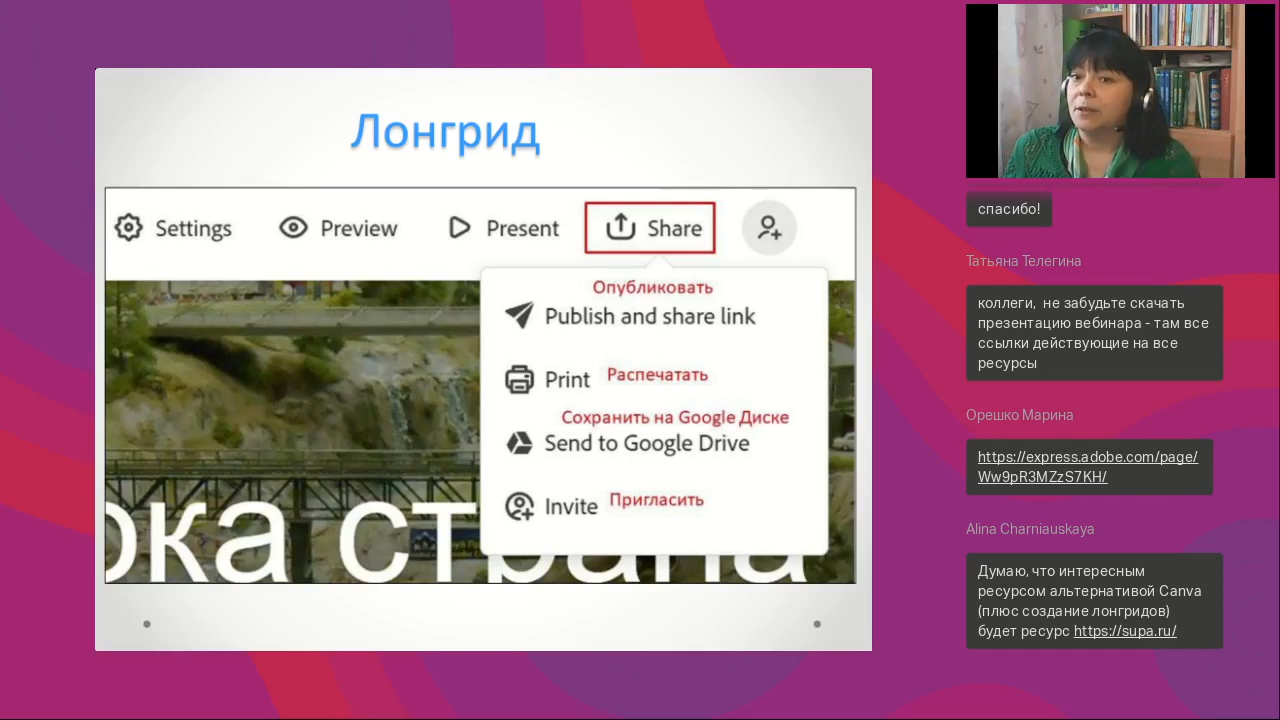 Лонгрид
Settings
Preview
Present
Share
Опубликовать
Publish and share link
Print
Распечатать
Сохранить на Google Диске
Send to Google Drive
Invite
Пригласить
ока страна
спасибо!
Татьяна Телегина
коллеги, не забудьте скачать
презентацию вебинара - там все
ссылки действующие на все
ресурсы
Орешко Марина
https://express.adobe.com/page/
Ww9pR3MZzS7KH/
Alina Charniauskaya
Думаю, что интересным
ресурсом альтернативой Canva
(плюс создание лонгридов)
будет ресурс https://supa.ru/